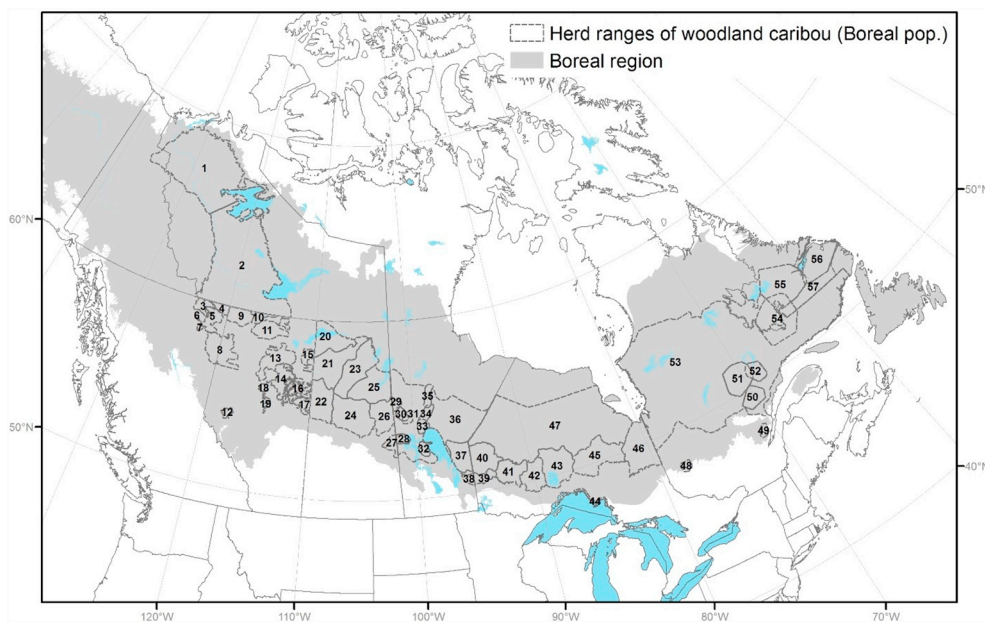 Herd ranges of woodland caribou (Boreal pop.)
Boreal region
1
50°N
60°N
2
56
55
57
3 4
6 5 9 10
7 11
54
20
8 13 15 21 23
53
52
51
14
18 16 25
50
19 17 22 29 35
12 24 26 30 31 34 36
47
33
49
50°N
27 28
32 37 40 43 45 46
48
40°N
41 42
38 39
44
120°W 110°W 100°W 90°W 80°W 70°W